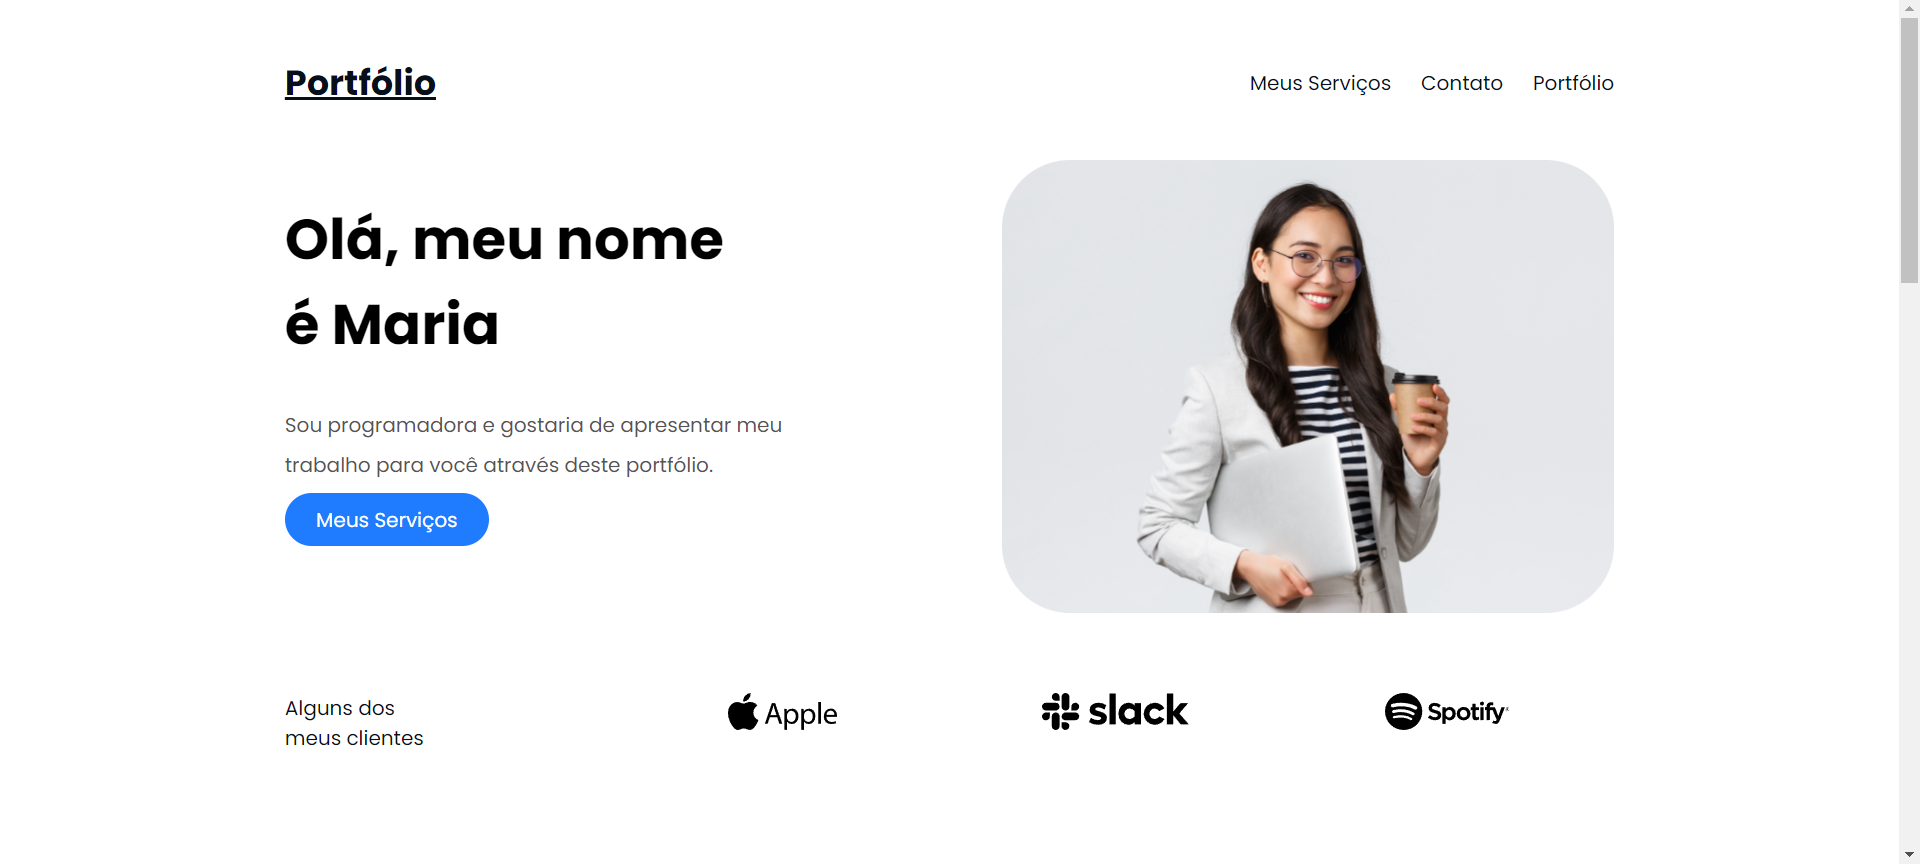 Portfólio
Meus Serviços Contato Portfólio
Olá, meu nome
é Maria
Sou programadora e gostaria de apresentar meu
trabalho para você através deste portfólio.
Meus Serviços
Alguns dos
meus clientes
Apple
slack
Spotify